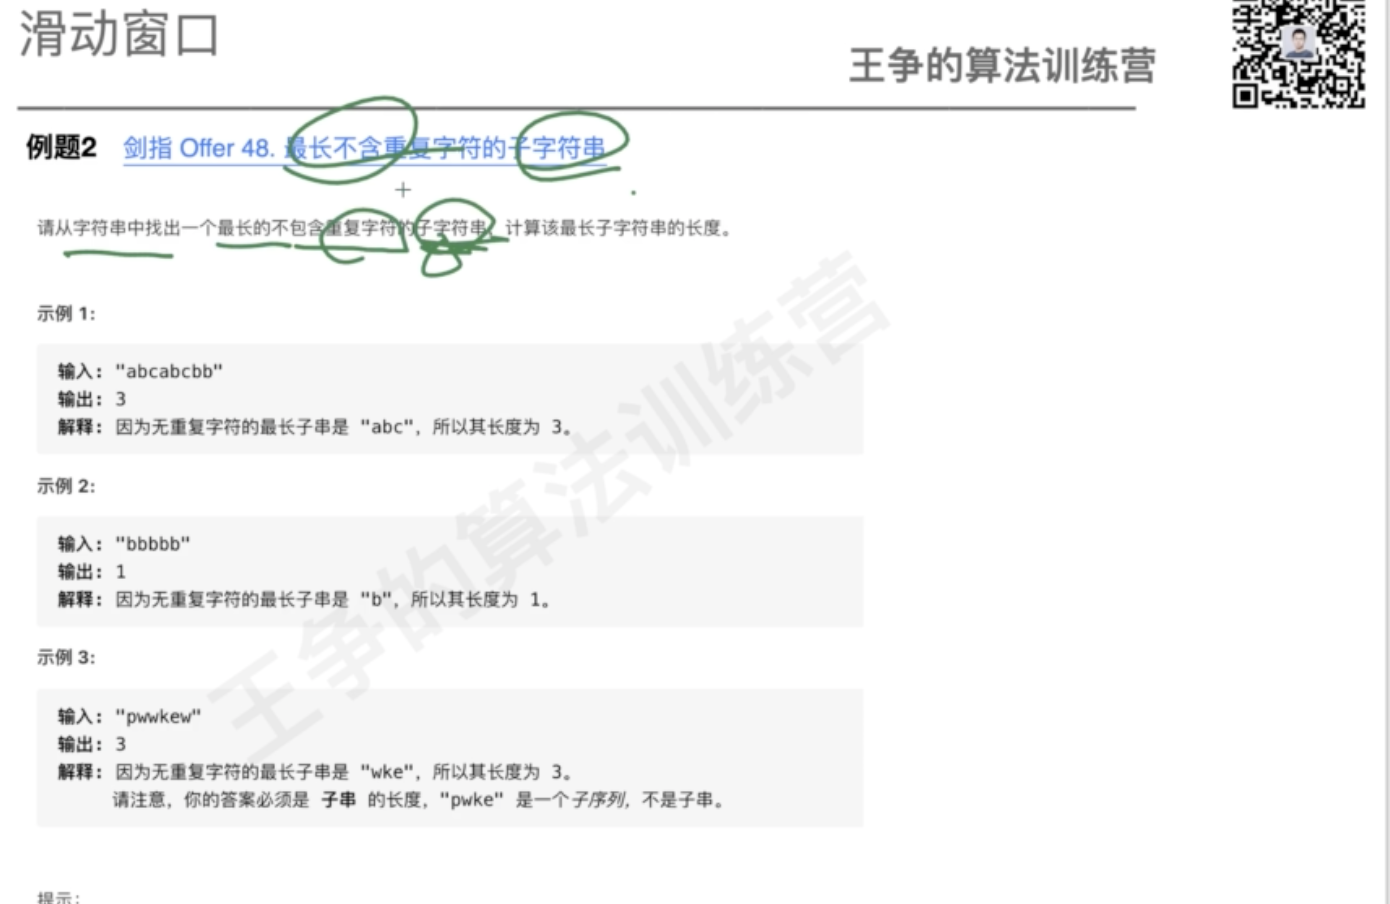 滑动窗口
王争的算法训练营
例题2 剑指 Offer 48. 最长不含重复字符的子字符串
请从字符串中找出一个最长的不包含重复字符的子字符串，计算该最长子字符串的长度。
示例 1:
输入: "abcabcbb"
输出: 3
解释: 因为无重复字符的最长子串是 "abc"，所以其长度为 3。
示例 2:
输入: "bbbbb"
输出: 1
解释: 因为无重复字符的最长子串是 "b"，所以其长度为 1。
示例 3:
输入: "pwwkew"
输出: 3
解释: 因为无重复字符的最长子串是 "wke"，所以其长度为 3。
请注意，你的答案必须是 子串 的长度，"pwke" 是一个子序列，不是子串。
王争的算法训练营
提示: